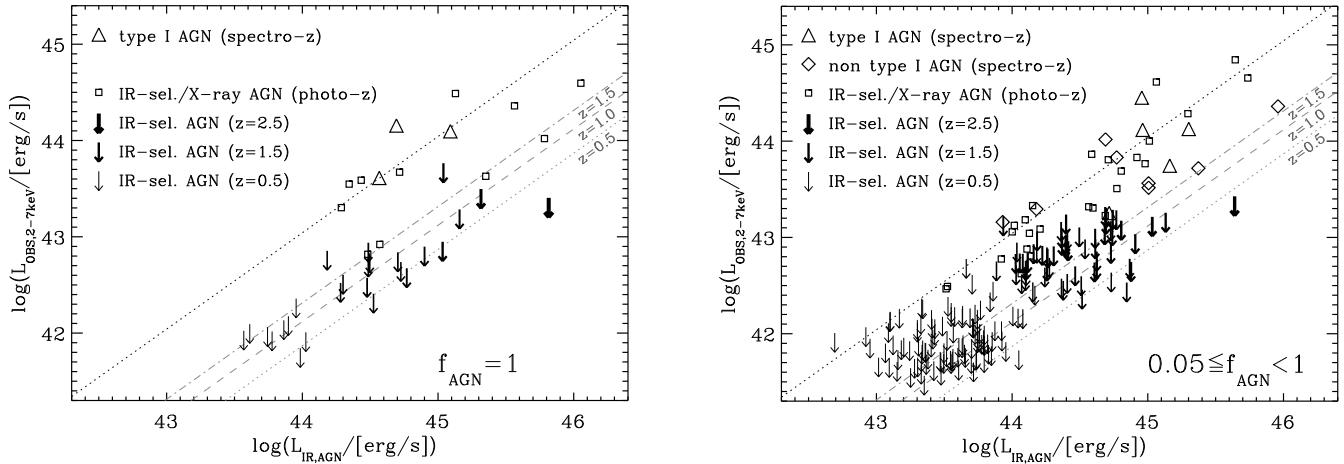 △ type I AGN (spectro-z)
□ IR-sel./X-ray AGN (photo-z)
IR-sel. AGN (z=2.5)
IR-sel. AGN (z=1.5)
IR-sel. AGN (z=0.5)
z=1.5
z=1.0
z=0.5
f_AGN=1
45
44
43
42
43
44
45
46
log(L_OBS,2-7keV/[erg/s])
log(L_IR,AGN/[erg/s])
△ type I AGN (spectro-z)
◇ non type I AGN (spectro-z)
□ IR-sel./X-ray AGN (photo-z)
IR-sel. AGN (z=2.5)
IR-sel. AGN (z=1.5)
IR-sel. AGN (z=0.5)
z=1.5
z=1.0
z=0.5
0.05≦f_AGN<1
45
44
43
42
43
44
45
46
log(L_OBS,2-7keV/[erg/s])
log(L_IR,AGN/[erg/s])